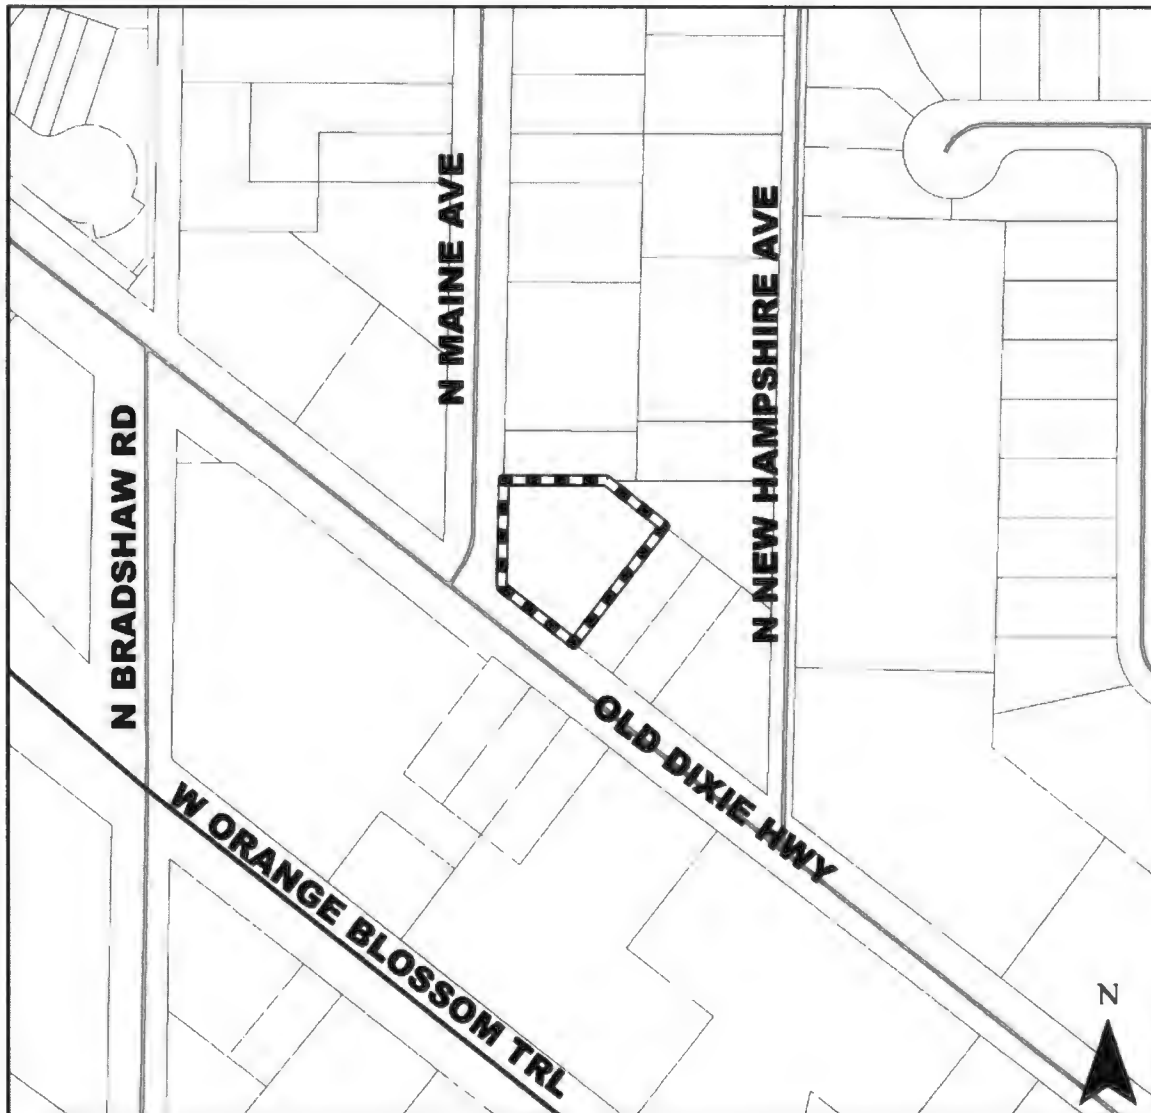 N MAINE AVE
N NEW HAMPSHIRE AVE
N BRADSHAW RD
OLD DIXIE HWY
W ORANGE BLOSSOM TRL
N